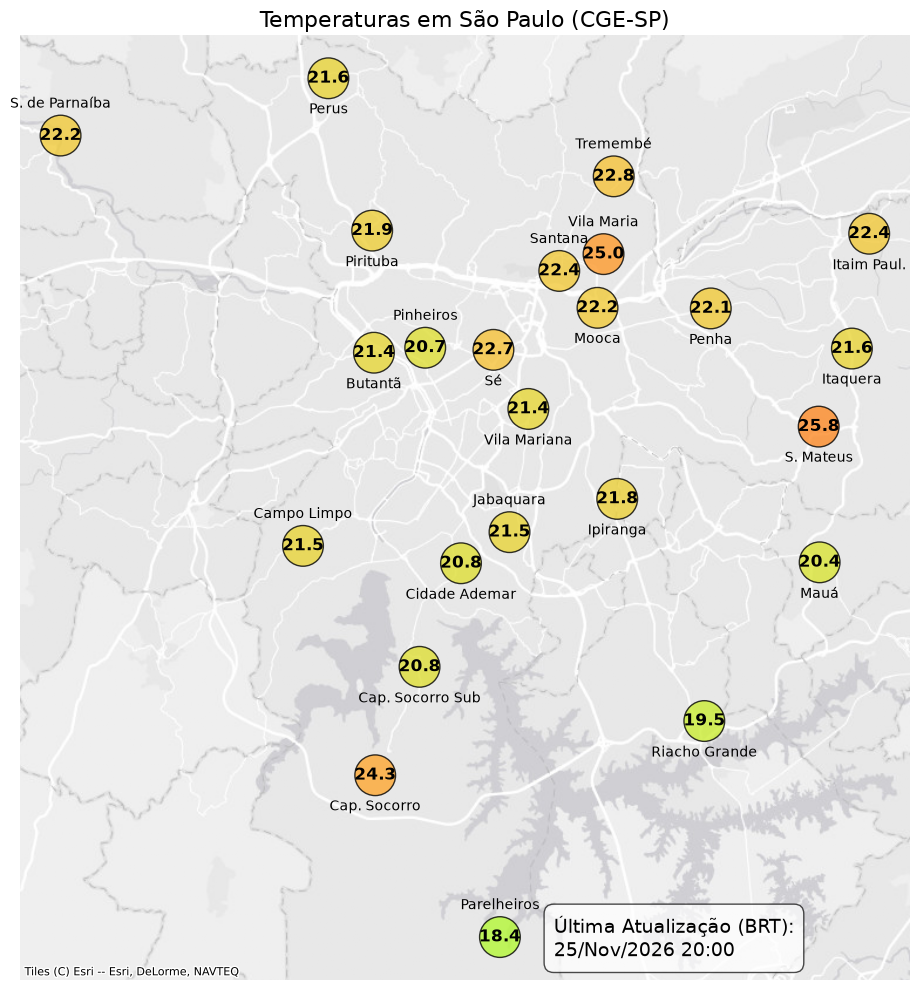 Temperaturas em São Paulo (CGE-SP)
21.6
Perus
S. de Parnaíba
22.2
Tremembé
22.8
Vila Maria
25.0
21.9
Pirituba
Santana
22.4
22.4
Itaim Paul.
22.2
Mooca
22.1
Penha
Pinheiros
20.7
21.4
Butantã
22.7
Sé
21.6
Itaquera
21.4
Vila Mariana
25.8
S. Mateus
Jabaquara
21.5
21.8
Ipiranga
Campo Limpo
21.5
20.8
Cidade Ademar
20.4
Mauá
20.8
Cap. Socorro Sub
19.5
Riacho Grande
24.3
Cap. Socorro
Parelheiros
18.4
Última Atualização (BRT):
25/Nov/2026 20:00
Tiles (C) Esri -- Esri, DeLorme, NAVTEQ